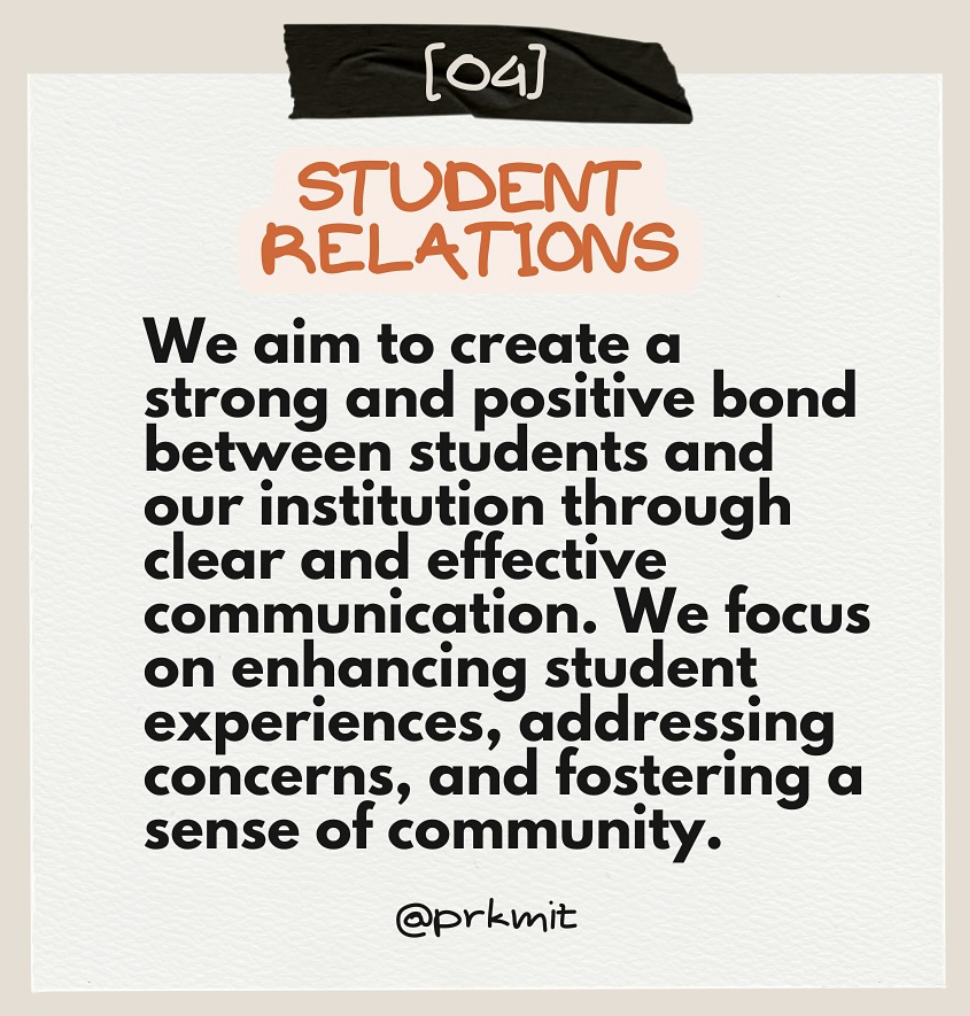 [04]
STUDENT
RELATIONS
We aim to create a
strong and positive bond
between students and
our institution through
clear and effective
communication. We focus
on enhancing student
experiences, addressing
concerns, and fostering a
sense of community.
@prkmit